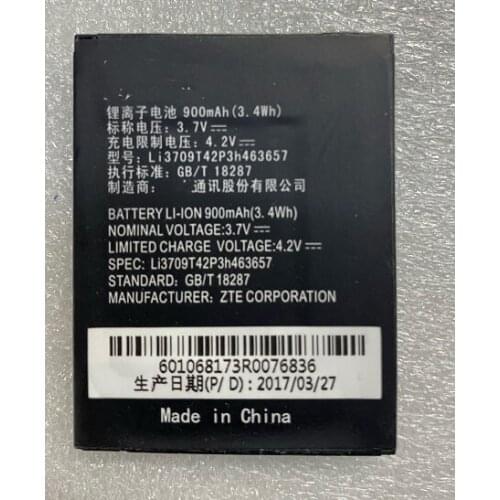 锂离子电池 900mAh(3.4Wh)
标称电压: 3.7V⎓
充电限制电压: 4.2V⎓
型号: Li3709T42P3h463657
执行标准: GB/T 18287
制造商: 通讯股份有限公司
BATTERY LI-ION 900mAh(3.4Wh)
NOMINAL VOLTAGE:3.7V⎓
LIMITED CHARGE VOLTAGE:4.2V⎓
SPEC: Li3709T42P3h463657
STANDARD: GB/T 18287
MANUFACTURER: ZTE CORPORATION
601068173R0076836
生产日期(P/D): 2017/03/27
Made in China